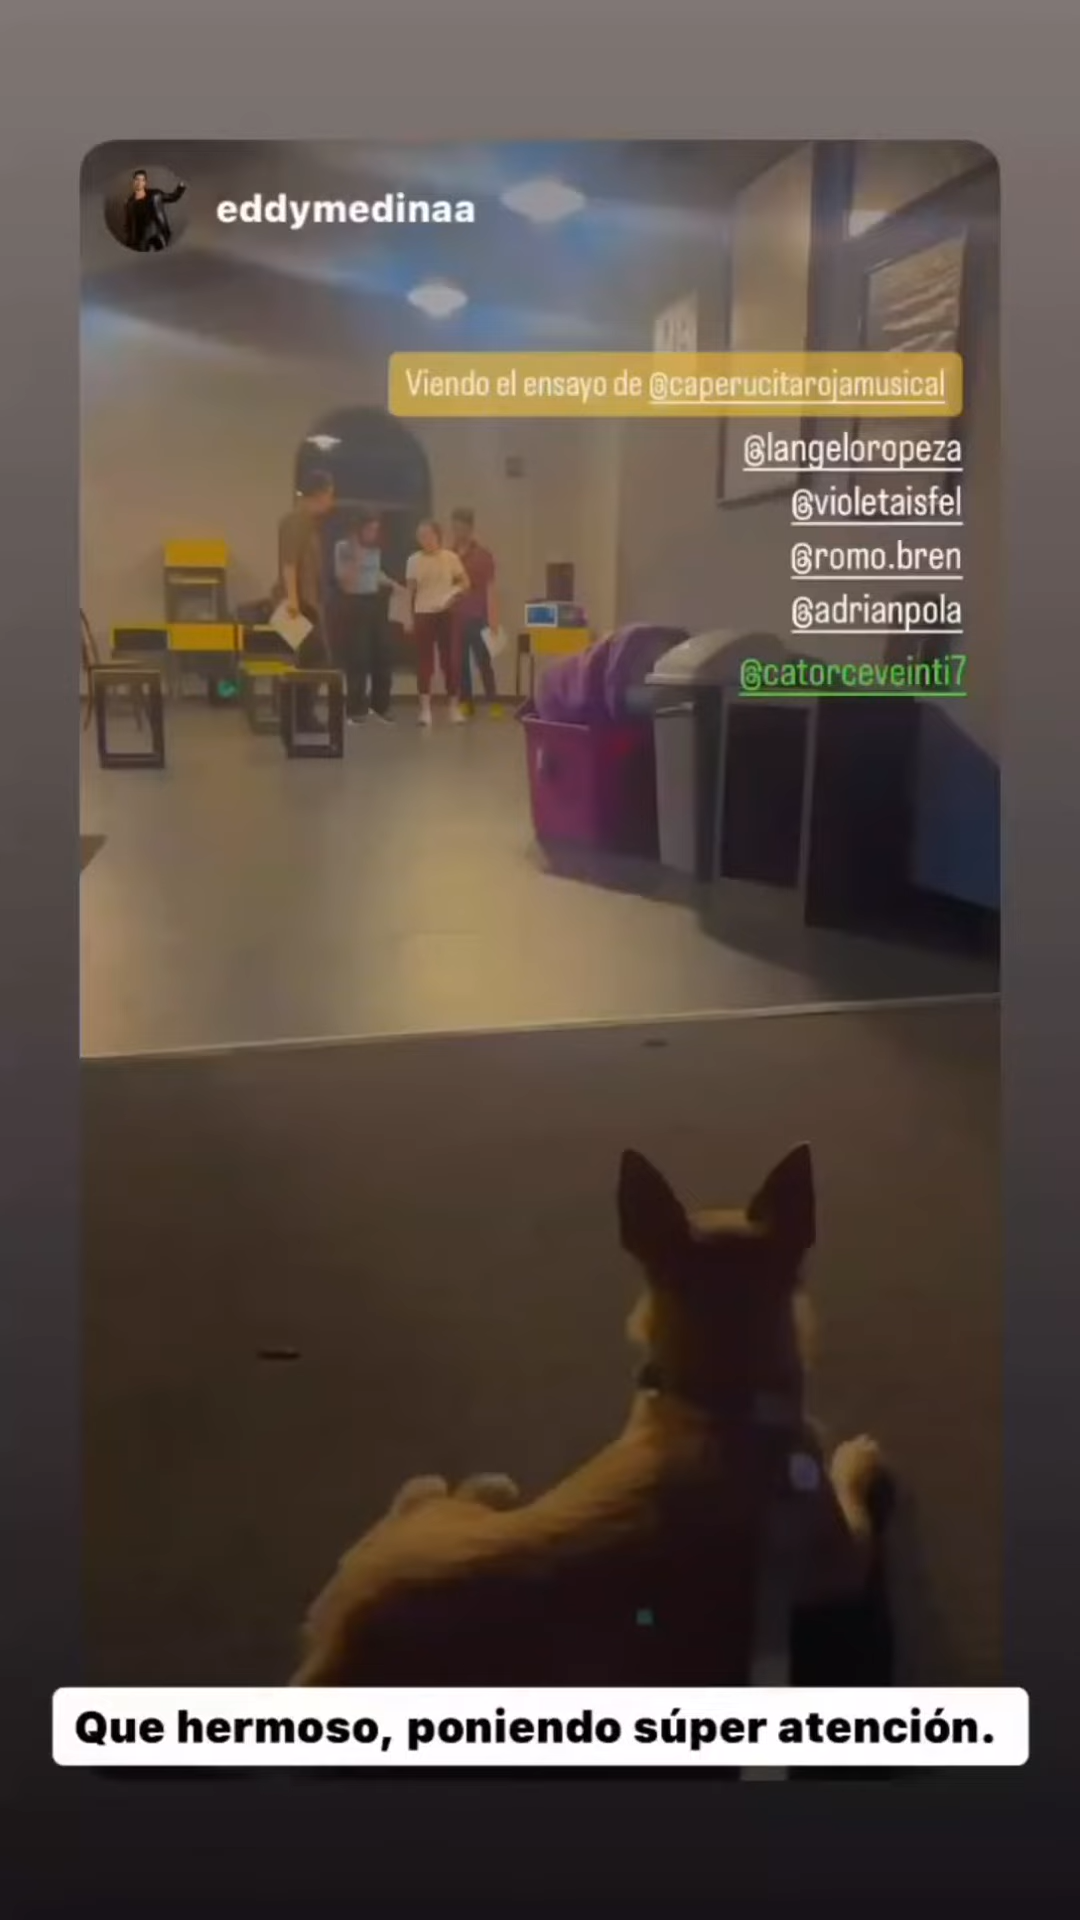 eddymedinaa
Viendo el ensayo de @caperucitarojamusical
@langeloropeza
@violetaisfel
@romo.bren
@adrianpola
@catorceveinti7
Que hermoso, poniendo súper atención.